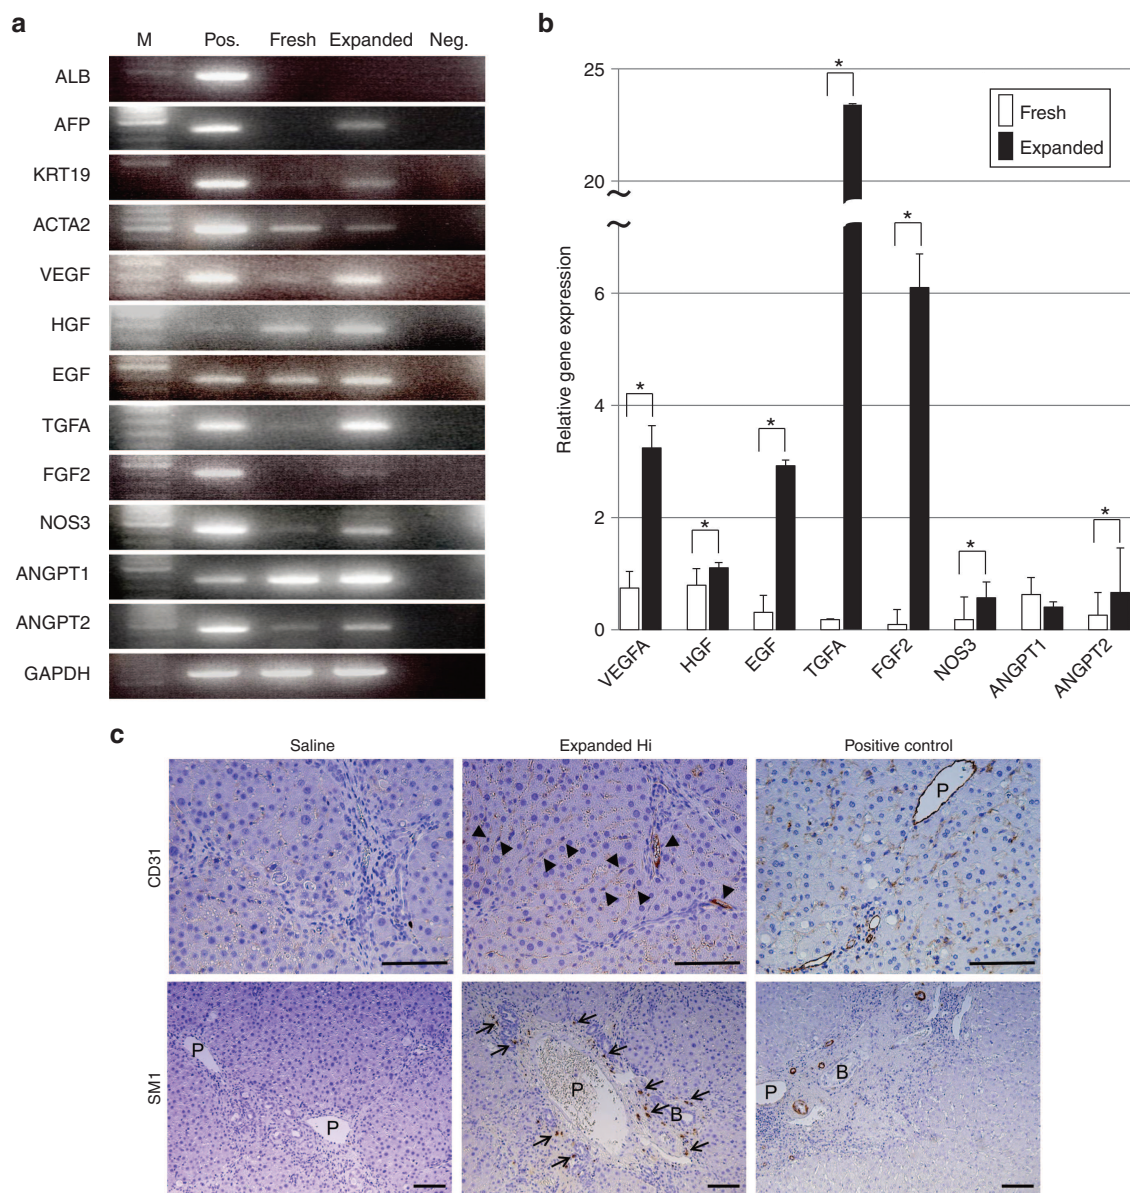 a
M Pos. Fresh Expanded Neg.
ALB
AFP
KRT19
ACTA2
VEGF
HGF
EGF
TGFA
FGF2
NOS3
ANGPT1
ANGPT2
GAPDH
b
Relative gene expression
25
20
6
4
2
0
Fresh
Expanded
*
*
*
*
*
*
*
VEGFA
HGF
EGF
TGFA
FGF2
NOS3
ANGPT1
ANGPT2
c
Saline Expanded Hi Positive control
CD31
P
SM1
P
P
P
B
P
B